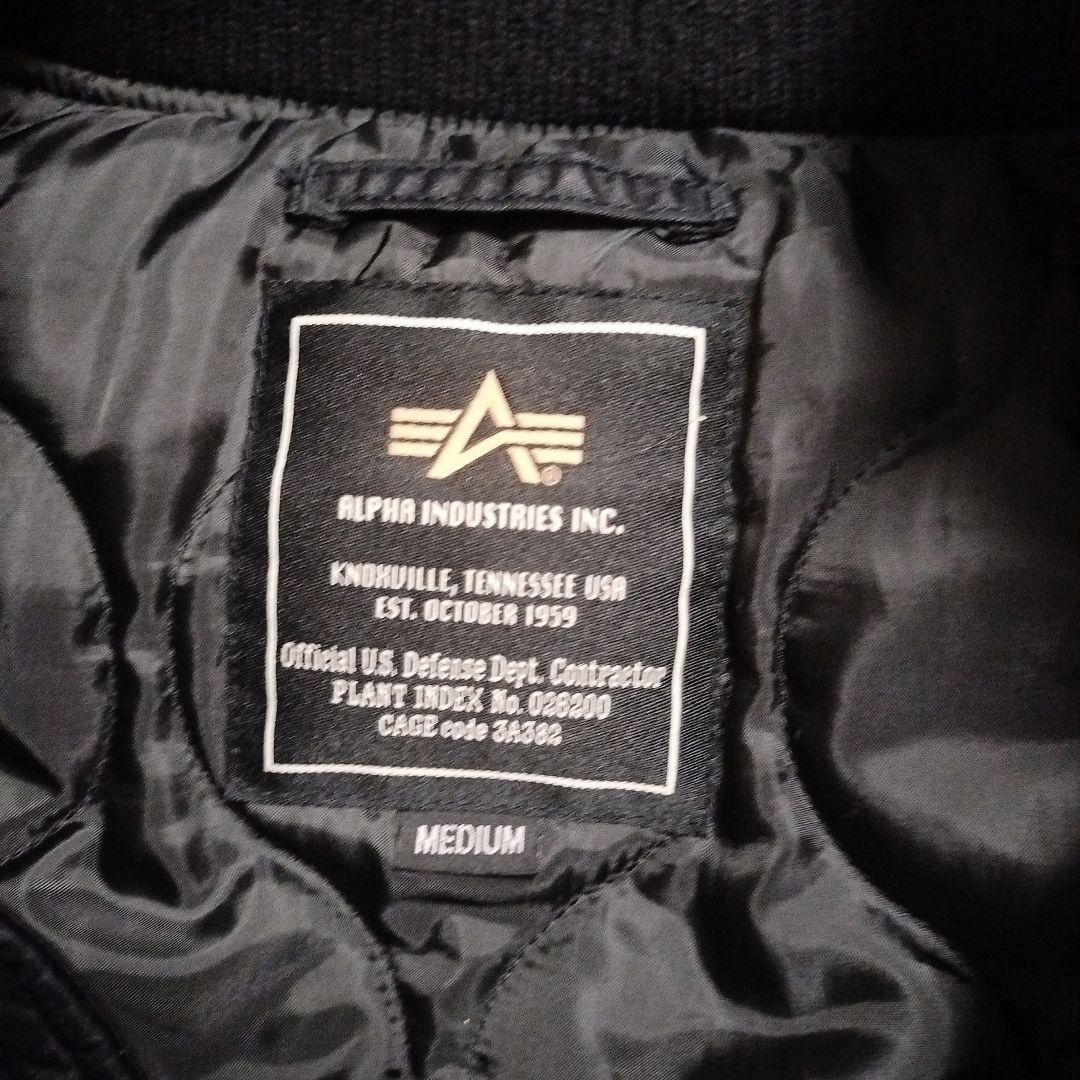 ®
ALPHA INDUSTRIES INC.
KNOXVILLE, TENNESSEE USA
EST. OCTOBER 1959
Official U.S. Defense Dept. Contractor
PLANT INDEX No. 028200
CAGE code 3A382
MEDIUM